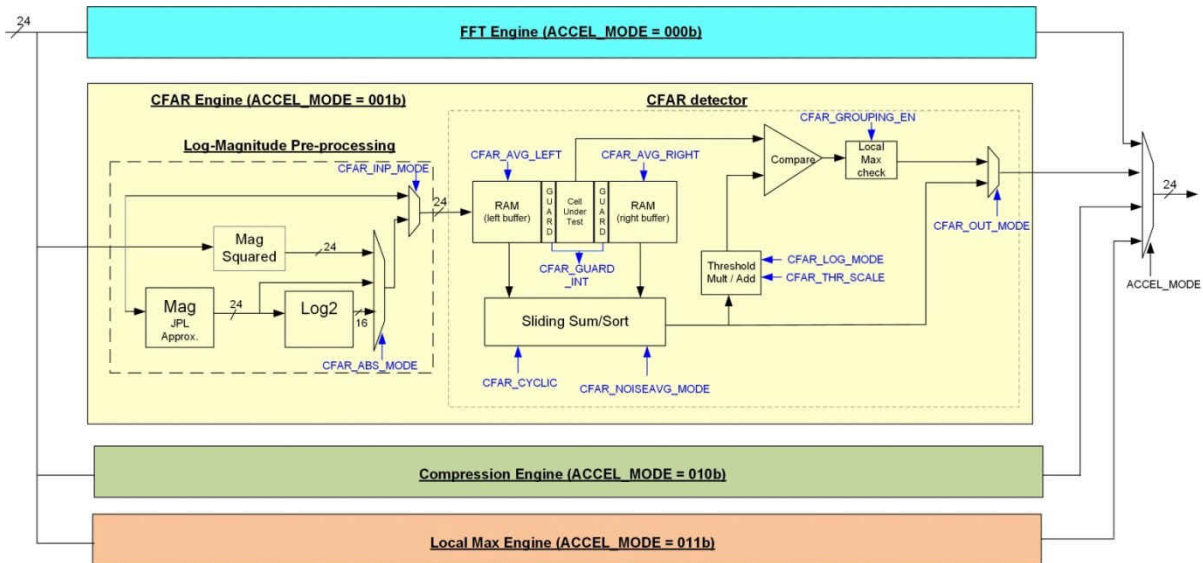 24
FFT Engine (ACCEL_MODE = 000b)
CFAR Engine (ACCEL_MODE = 001b)
CFAR detector
Log-Magnitude Pre-processing
CFAR_INP_MODE
24
Mag
Squared
24
Mag
JPL
Approx.
24
Log2
16
CFAR_ABS_MODE
CFAR_AVG_LEFT
CFAR_AVG_RIGHT
RAM
(left buffer)
GUARD
Cell
Under
Test
GUARD
RAM
(right buffer)
CFAR_GUARD
_INT
Sliding Sum/Sort
CFAR_CYCLIC
CFAR_NOISEAVG_MODE
Compare
CFAR_GROUPING_EN
Local
Max
check
Threshold
Mult / Add
CFAR_LOG_MODE
CFAR_THR_SCALE
CFAR_OUT_MODE
24
ACCEL_MODE
Compression Engine (ACCEL_MODE = 010b)
Local Max Engine (ACCEL_MODE = 011b)